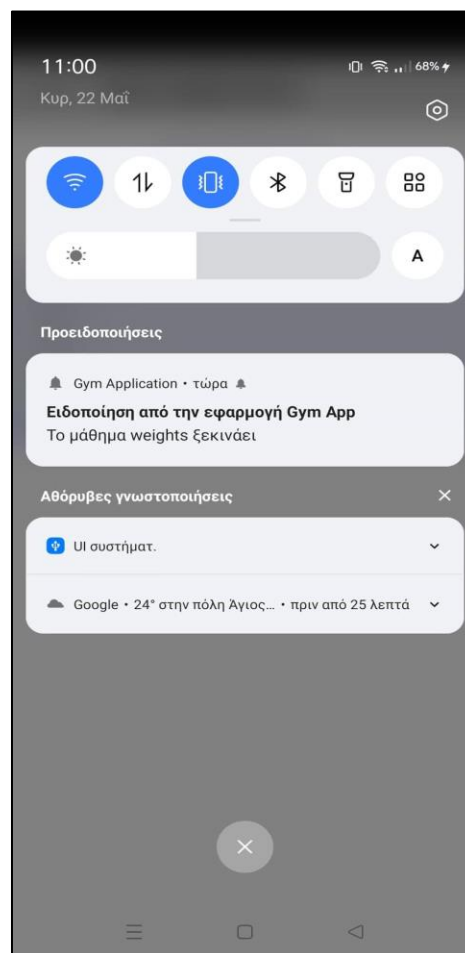 11:00
68%
Κυρ, 22 Μαΐ
A
Προειδοποιήσεις
Gym Application • τώρα
Ειδοποίηση από την εφαρμογή Gym App
Το μάθημα weights ξεκινάει
Αθόρυβες γνωστοποιήσεις
UI συστήματ.
Google • 24° στην πόλη Άγιος... • πριν από 25 λεπτά